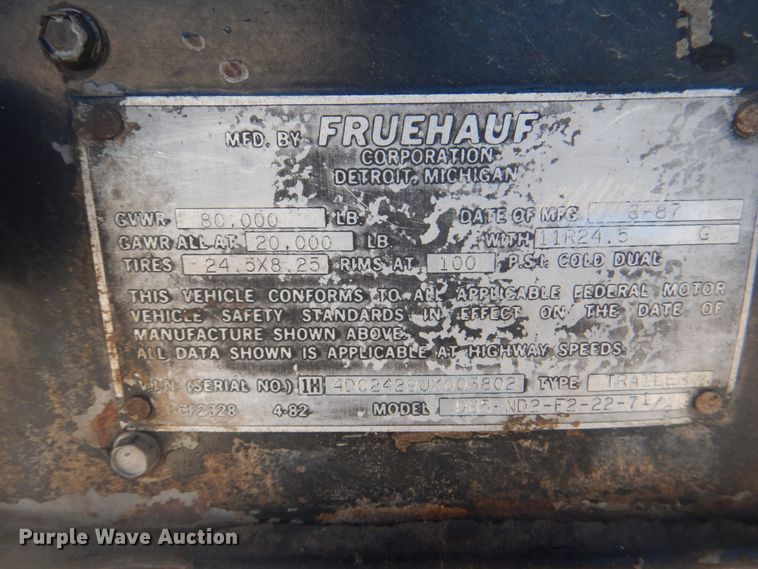 MFD. BY FRUEHAUF
CORPORATION
DETROIT, MICHIGAN
GVWR 80,000 LB. DATE OF MFG. 8-87
GAWR ALL AT 20,000 LB. WITH 11R24.5 G
TIRES 24.5X8.25 RIMS AT 100 P.S.I. COLD DUAL
THIS VEHICLE CONFORMS TO ALL APPLICABLE FEDERAL MOTOR
VEHICLE SAFETY STANDARDS IN EFFECT ON THE DATE OF
MANUFACTURE SHOWN ABOVE.
ALL DATA SHOWN IS APPLICABLE AT HIGHWAY SPEEDS.
V.I.N. (SERIAL NO.) 1H TYPE TRAILER
4-82 MODEL
Purple Wave Auction